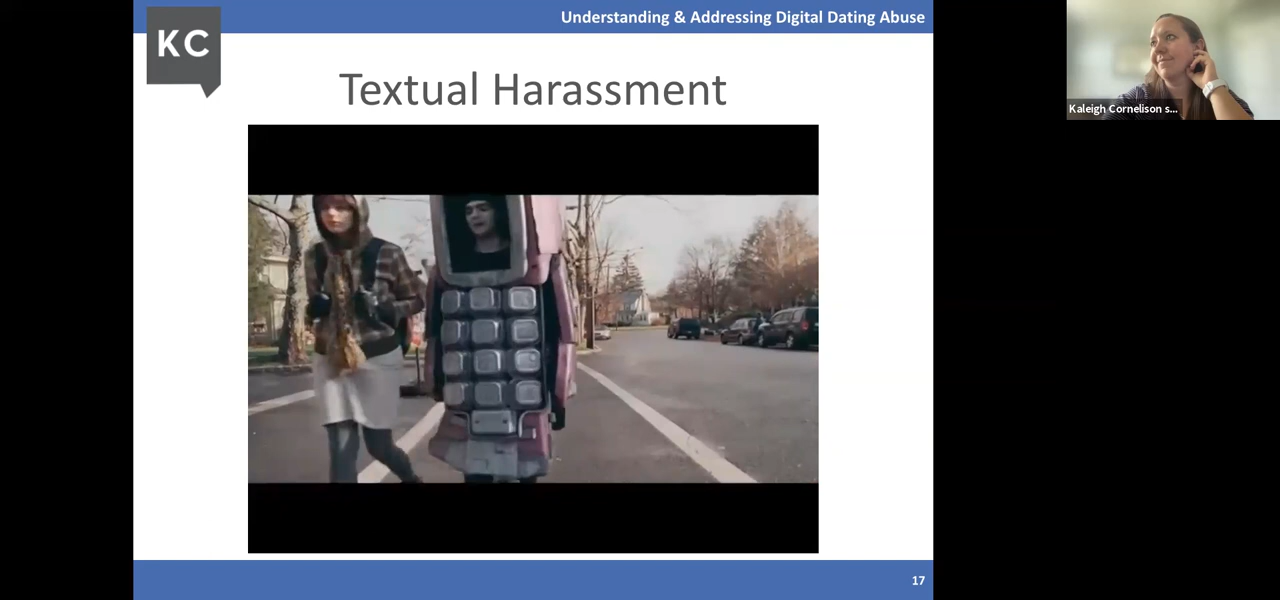 Understanding & Addressing Digital Dating Abuse
KC
Textual Harassment
Kaleigh Cornelison s...
17